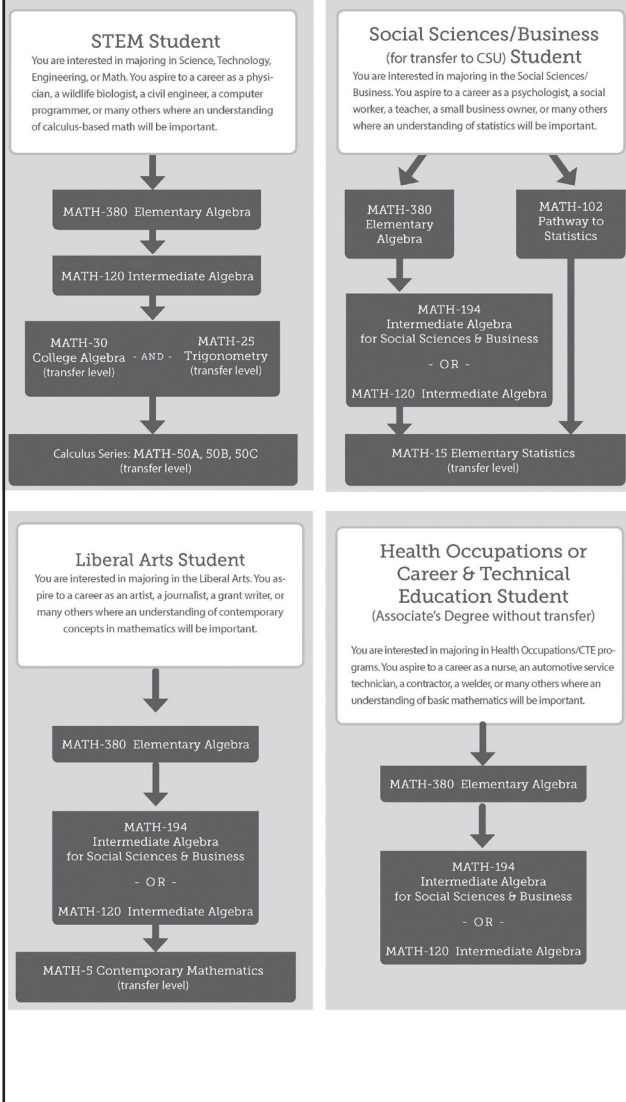 STEM Student
You are interested in majoring in Science, Technology,
Engineering, or Math. You aspire to a career as a physi-
cian, a wildlife biologist, a civil engineer, a computer
programmer, or many others where an understanding
of calculus-based math will be important.
MATH-380 Elementary Algebra
MATH-120 Intermediate Algebra
MATH-30
College Algebra
(transfer level)
- AND -
MATH-25
Trigonometry
(transfer level)
Calculus Series: MATH-50A, 50B, 50C
(transfer level)
Social Sciences/Business
(for transfer to CSU) Student
You are interested in majoring in the Social Sciences/
Business. You aspire to a career as a psychologist, a social
worker, a teacher, a small business owner, or many others
where an understanding of statistics will be important.
MATH-380
Elementary
Algebra
MATH-102
Pathway to
Statistics
MATH-194
Intermediate Algebra
for Social Sciences & Business
- OR -
MATH-120 Intermediate Algebra
MATH-15 Elementary Statistics
(transfer level)
Liberal Arts Student
You are interested in majoring in the Liberal Arts. You as-
pire to a career as an artist, a journalist, a grant writer, or
many others where an understanding of contemporary
concepts in mathematics will be important.
MATH-380 Elementary Algebra
MATH-194
Intermediate Algebra
for Social Sciences & Business
- OR -
MATH-120 Intermediate Algebra
MATH-5 Contemporary Mathematics
(transfer level)
Health Occupations or
Career & Technical
Education Student
(Associate's Degree without transfer)
You are interested in majoring in Health Occupations/CTE pro-
grams. You aspire to a career as a nurse, an automotive service
technician, a contractor, a welder, or many others where an
understanding of basic mathematics will be important.
MATH-380 Elementary Algebra
MATH-194
Intermediate Algebra
for Social Sciences & Business
- OR -
MATH-120 Intermediate Algebra